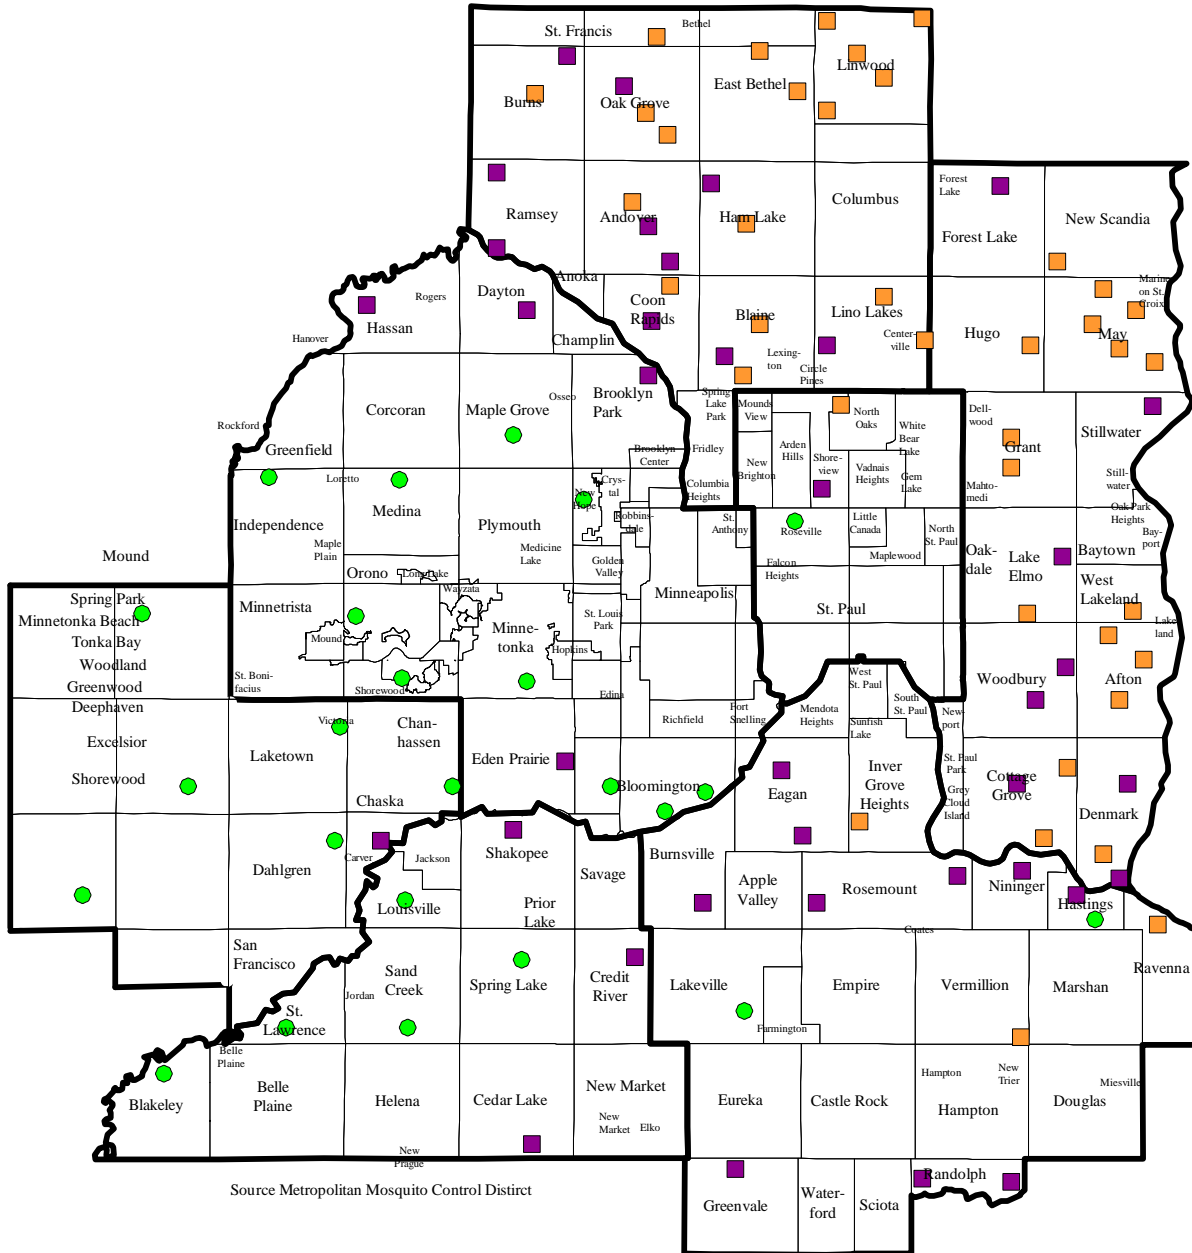 St. Francis
Bethel
Burns
Oak Grove
East Bethel
Linwood
Ramsey
Andover
Ham Lake
Columbus
Forest
Lake
Forest Lake
New Scandia
Anoka
Rogers
Dayton
Hassan
Coon
Rapids
Blaine
Lino Lakes
Marine
on St.
Croix
Hanover
Champlin
Lexing-
ton
Circle
Pines
Center-
ville
Hugo
May
Corcoran
Maple Grove
Osseo
Brooklyn
Park
Spring
Lake
Park
Mounds
View
North
Oaks
Dell-
wood
Rockford
Greenfield
Brooklyn
Center
Fridley
Arden
Hills
Shore-
view
White
Bear
Lake
Grant
Stillwater
Loretto
Medina
New
Hope
Crys-
tal
Columbia
Heights
New
Brighton
Vadnais
Heights
Gem
Lake
Mahto-
medi
Still-
water
Independence
Plymouth
Robbins-
dale
St.
Anthony
Roseville
Little
Canada
North
St. Paul
Oak Park
Heights
Maple
Plain
Medicine
Lake
Golden
Valley
Falcon
Heights
Maplewood
Oak-
dale
Lake
Elmo
Baytown
Bay-
port
Mound
Orono
Long Lake
Wayzata
Minneapolis
St. Paul
West
Lakeland
Spring Park
Minnetonka Beach
Tonka Bay
Woodland
Greenwood
Deephaven
Excelsior
Shorewood
Minnetrista
Mound
Minne-
tonka
St. Louis
Park
Hopkins
Lake
land
St. Boni-
facius
Shorewood
Edina
West
St. Paul
Woodbury
Afton
Victoria
Chan-
hassen
Richfield
Fort
Snelling
Mendota
Heights
South
St. Paul
Sunfish
Lake
New-
port
Laketown
Eden Prairie
Bloomington
Eagan
Inver
Grove
Heights
St. Paul
Park
Grey
Cloud
Island
Cottage
Grove
Denmark
Chaska
Dahlgren
Carver
Jackson
Shakopee
Savage
Burnsville
Apple
Valley
Rosemount
Nininger
Hastings
Louisville
Prior
Lake
Coates
San
Francisco
Sand
Creek
Spring Lake
Credit
River
Lakeville
Empire
Vermillion
Marshan
Ravenna
Jordan
St.
Lawrence
Farmington
Belle
Plaine
Blakeley
Belle
Plaine
Helena
Cedar Lake
New Market
New
Market
Elko
Eureka
Castle Rock
Hampton
New
Trier
Hampton
Douglas
Miesville
New
Prague
Source Metropolitan Mosquito Control Distirct
Greenvale
Water-
ford
Sciota
Randolph